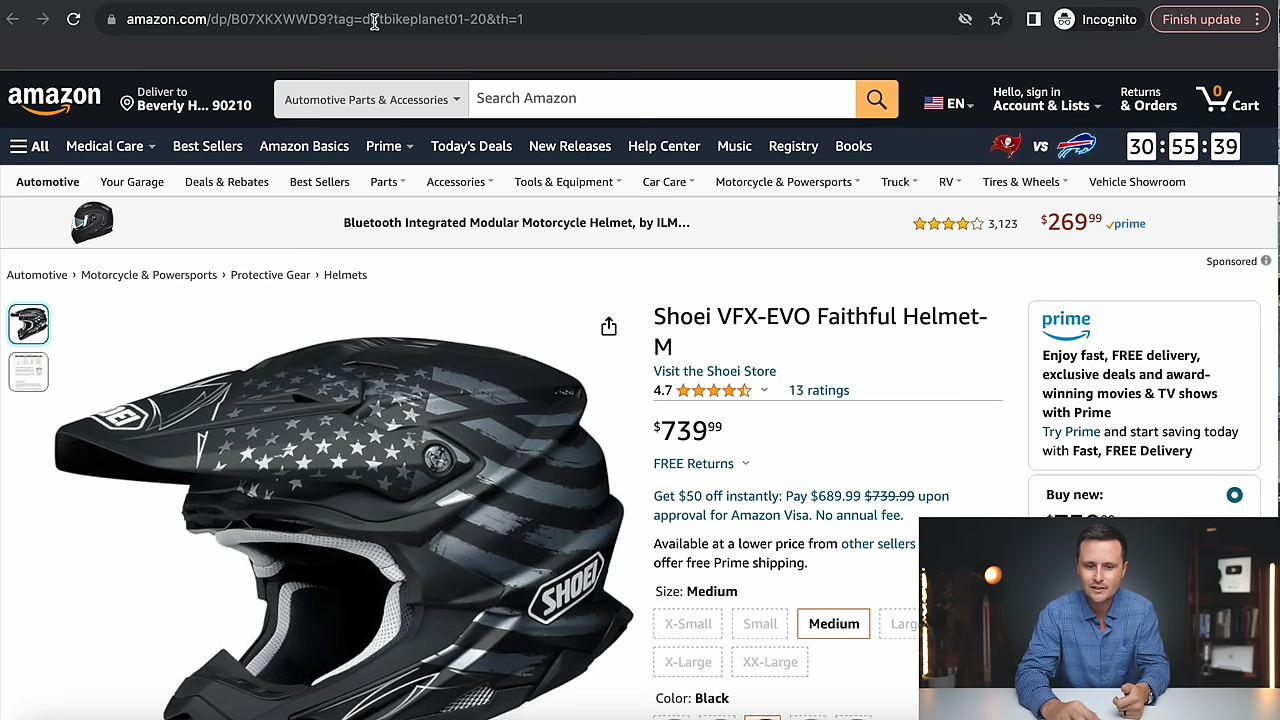 amazon.com/dp/B07XKXWWD9?tag=dirtbikeplanet01-20&th=1
Incognito
Finish update
amazon
Deliver to
Beverly H... 90210
Automotive Parts & Accessories
Search Amazon
EN
Hello, sign in
Account & Lists
Returns
& Orders
0
Cart
All
Medical Care
Best Sellers
Amazon Basics
Prime
Today's Deals
New Releases
Help Center
Music
Registry
Books
VS
30:55:39
Automotive
Your Garage
Deals & Rebates
Best Sellers
Parts
Accessories
Tools & Equipment
Car Care
Motorcycle & Powersports
Truck
RV
Tires & Wheels
Vehicle Showroom
Bluetooth Integrated Modular Motorcycle Helmet, by ILM...
3,123
$269.99
prime
Sponsored
Automotive › Motorcycle & Powersports › Protective Gear › Helmets
SHOEI
SHOEI
Shoei VFX-EVO Faithful Helmet-
M
Visit the Shoei Store
4.7
13 ratings
$739.99
FREE Returns
Get $50 off instantly: Pay $689.99 $739.99 upon
approval for Amazon Visa. No annual fee.
Available at a lower price from other sellers
offer free Prime shipping.
Size: Medium
X-Small
Small
Medium
Larg
X-Large
XX-Large
Color: Black
prime
Enjoy fast, FREE delivery,
exclusive deals and award-
winning movies & TV shows
with Prime
Try Prime and start saving today
with Fast, FREE Delivery
Buy new: